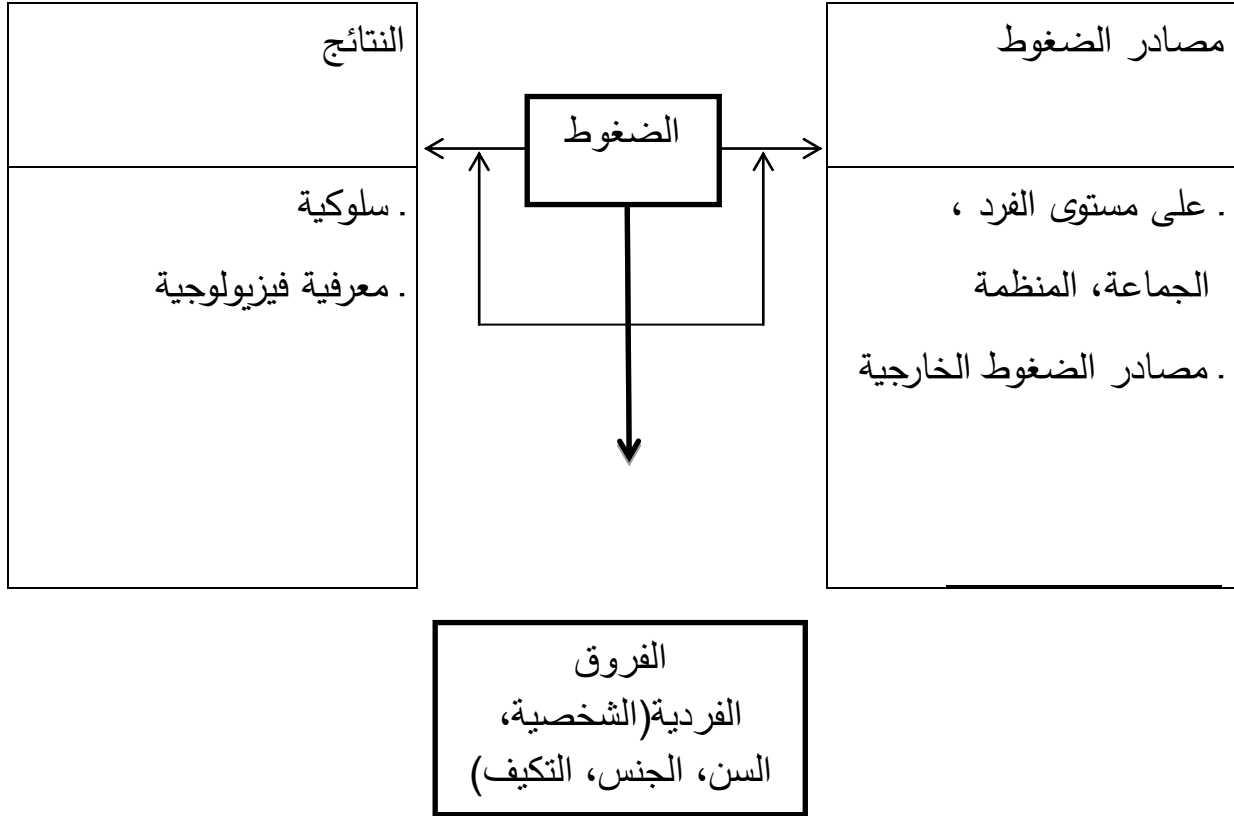 مصادر الضغوط
. على مستوى الفرد ،
الجماعة، المنظمة
. مصادر الضغوط الخارجية
الضغوط
النتائج
. سلوكية
. معرفية فيزيولوجية
الفروق
الفردية(الشخصية،
السن، الجنس، التكيف)